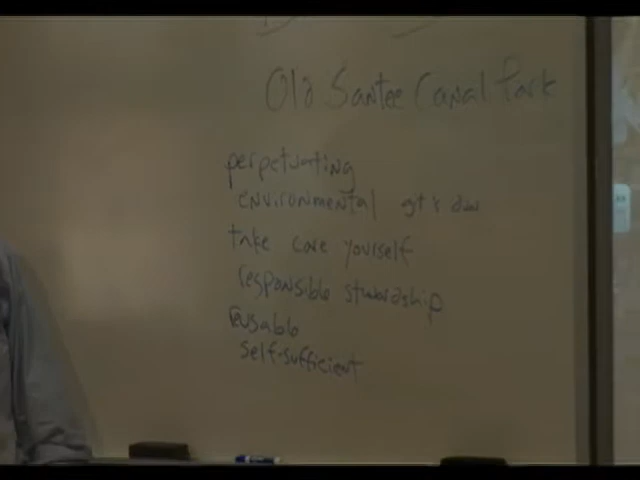 Old Santee Canal Park
perpetuating
environmental
take care yourself
responsible stewardship
reusable
self-sufficient